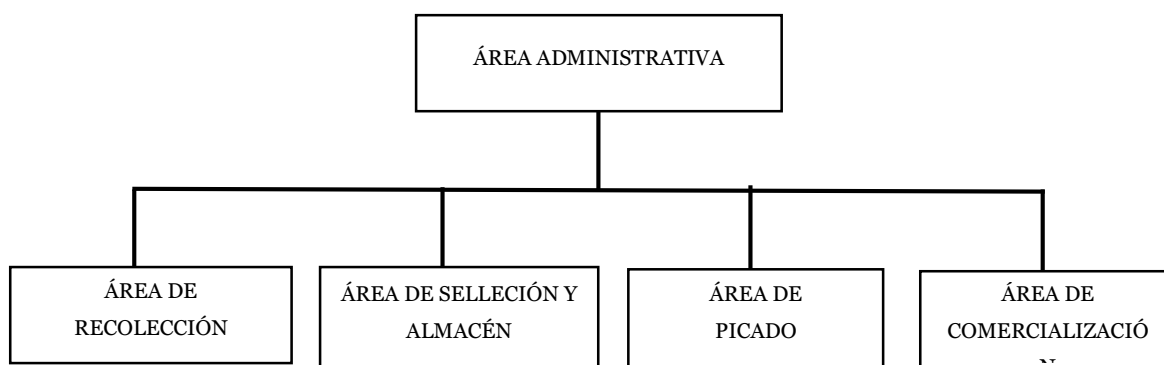 ÁREA ADMINISTRATIVA
ÁREA DE
RECOLECCIÓN
ÁREA DE SELLECIÓN Y
ALMACÉN
ÁREA DE
PICADO
ÁREA DE
COMERCIALIZACIÓ
N